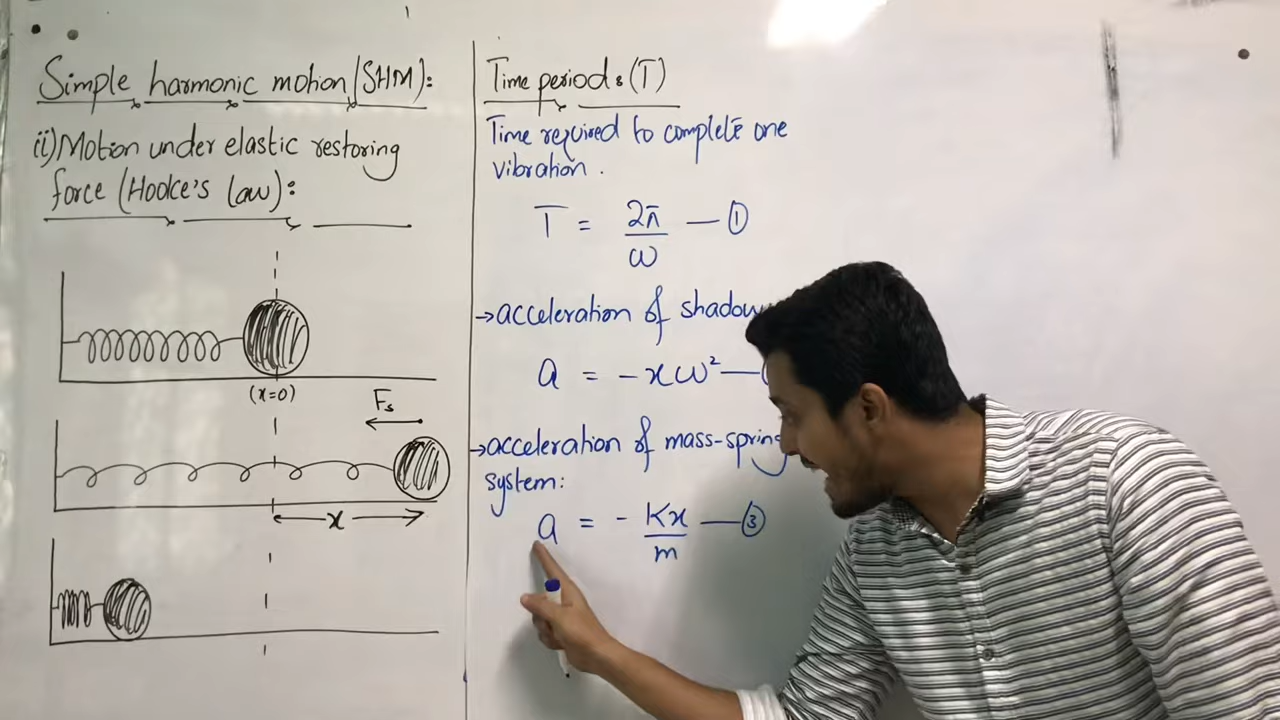 Simple harmonic motion (SHM):
ii) Motion under elastic restoring
force (Hooke's law):
(x=0)
Fs
x
Time period:(T)
Time required to complete one
vibration.
T = 2π/ω — ①
→ acceleration of shadow
a = -xω² —
→ acceleration of mass-spring
system:
a = - Kx/m — ③